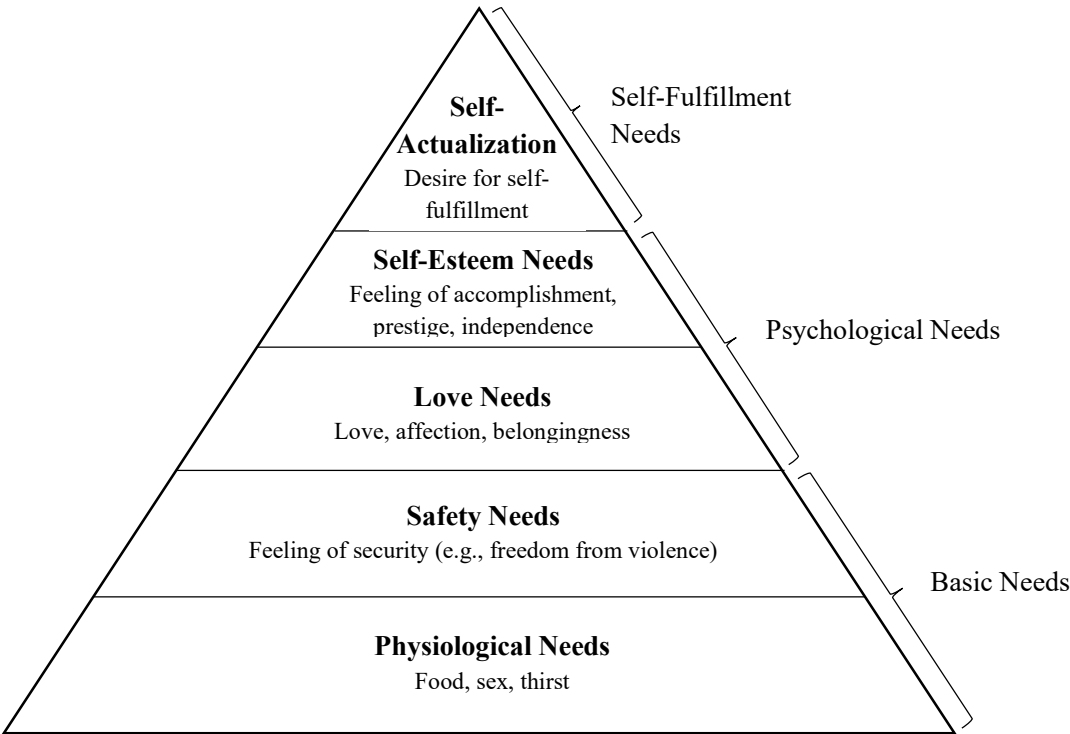 Self-
Actualization
Desire for self-
fulfillment
Self-Fulfillment
Needs
Self-Esteem Needs
Feeling of accomplishment,
prestige, independence
Psychological Needs
Love Needs
Love, affection, belongingness
Safety Needs
Feeling of security (e.g., freedom from violence)
Basic Needs
Physiological Needs
Food, sex, thirst